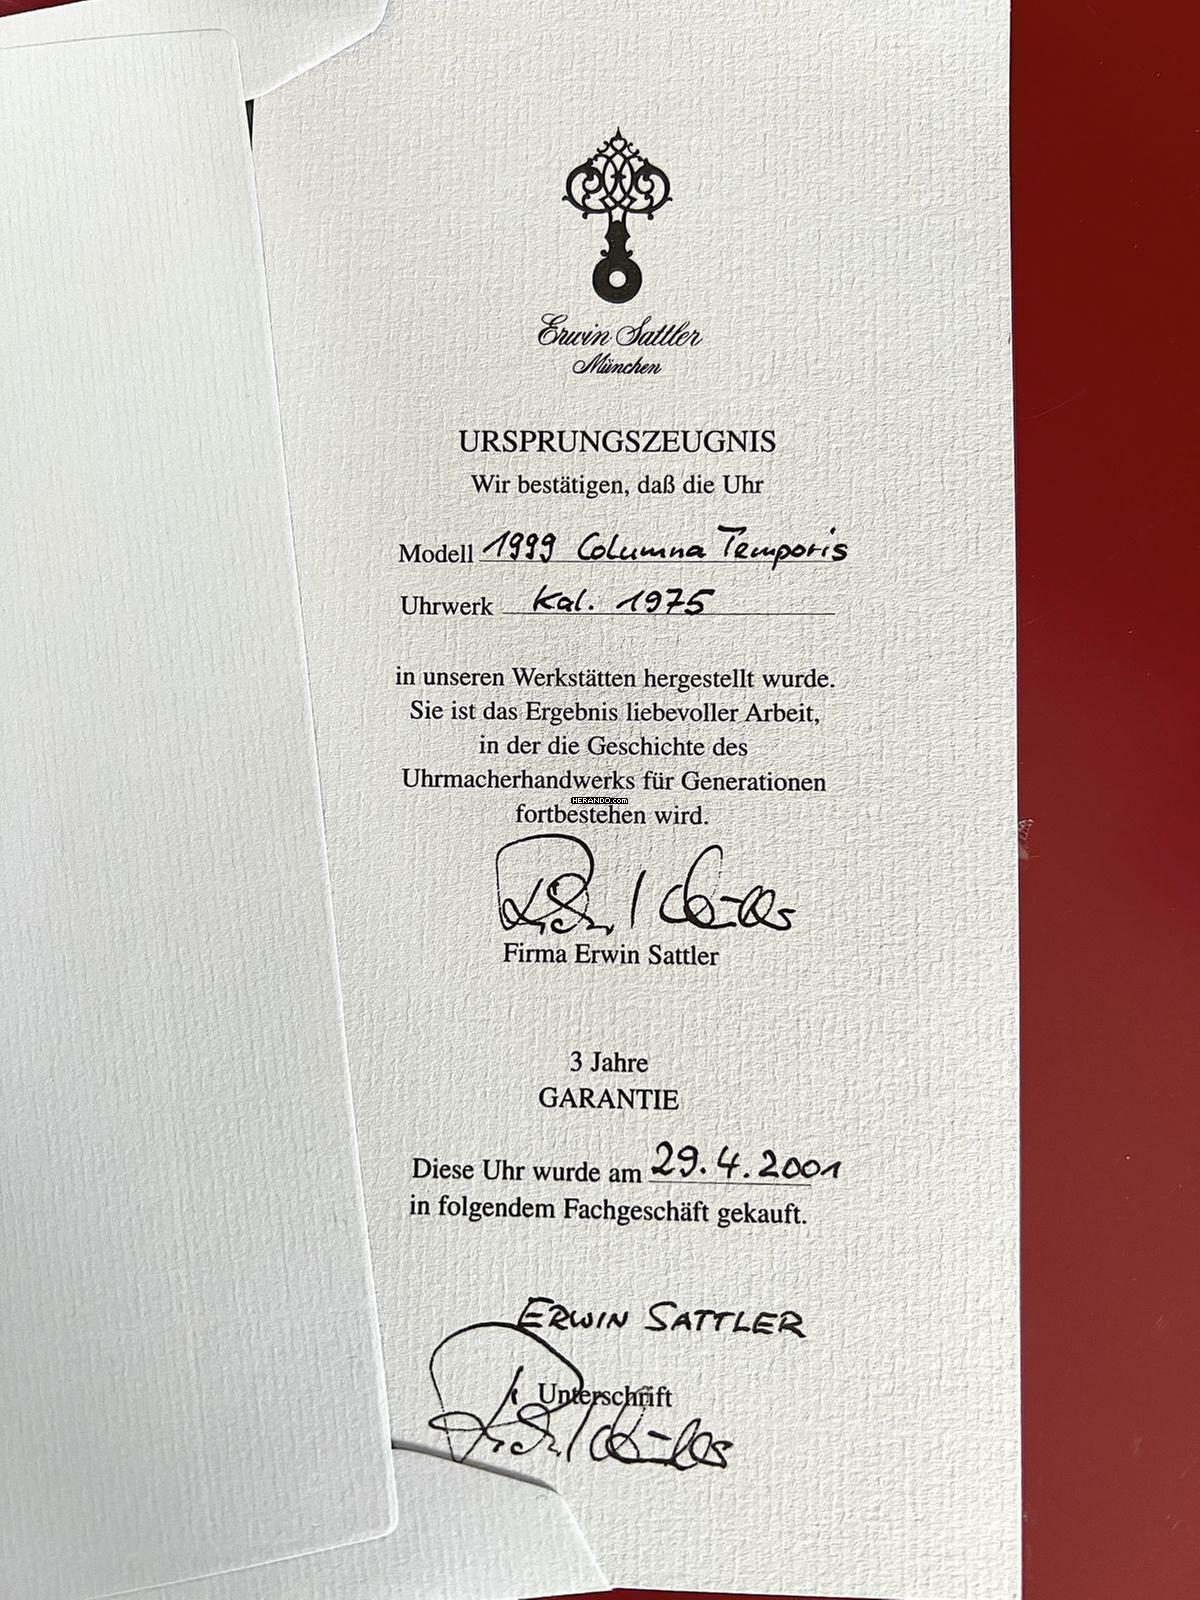 Erwin Sattler
München
URSPRUNGSZEUGNIS
Wir bestätigen, daß die Uhr
Modell 1999 Columna Temporis
Uhrwerk Kal. 1975
in unseren Werkstätten hergestellt wurde.
Sie ist das Ergebnis liebevoller Arbeit,
in der die Geschichte des
Uhrmacherhandwerks für Generationen
HERANDO.com
fortbestehen wird.
Firma Erwin Sattler
3 Jahre
GARANTIE
Diese Uhr wurde am 29.4.2001
in folgendem Fachgeschäft gekauft.
ERWIN SATTLER
Unterschrift